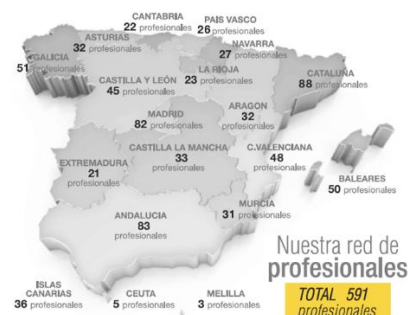 CANTABRIA
22 profesionales
PAIS VASCO
26 profesionales
ASTURIAS
32
profesionales
NAVARRA
27
profesionales
GALICIA
51
profesionales
LA RIOJA
23
profesionales
CATALUÑA
88
profesionales
CASTILLA Y LEÓN
45
profesionales
ARAGON
32
profesionales
MADRID
82
profesionales
CASTILLA LA MANCHA
33
profesionales
C.VALENCIANA
48
profesionales
EXTREMADURA
21
profesionales
BALEARES
50
profesionales
MURCIA
31 profesionales
ANDALUCIA
83
profesionales
Nuestra red de
profesionales
TOTAL 591
profesionales
ISLAS
CANARIAS
36 profesionales
CEUTA
5 profesionales
MELILLA
3 profesionales